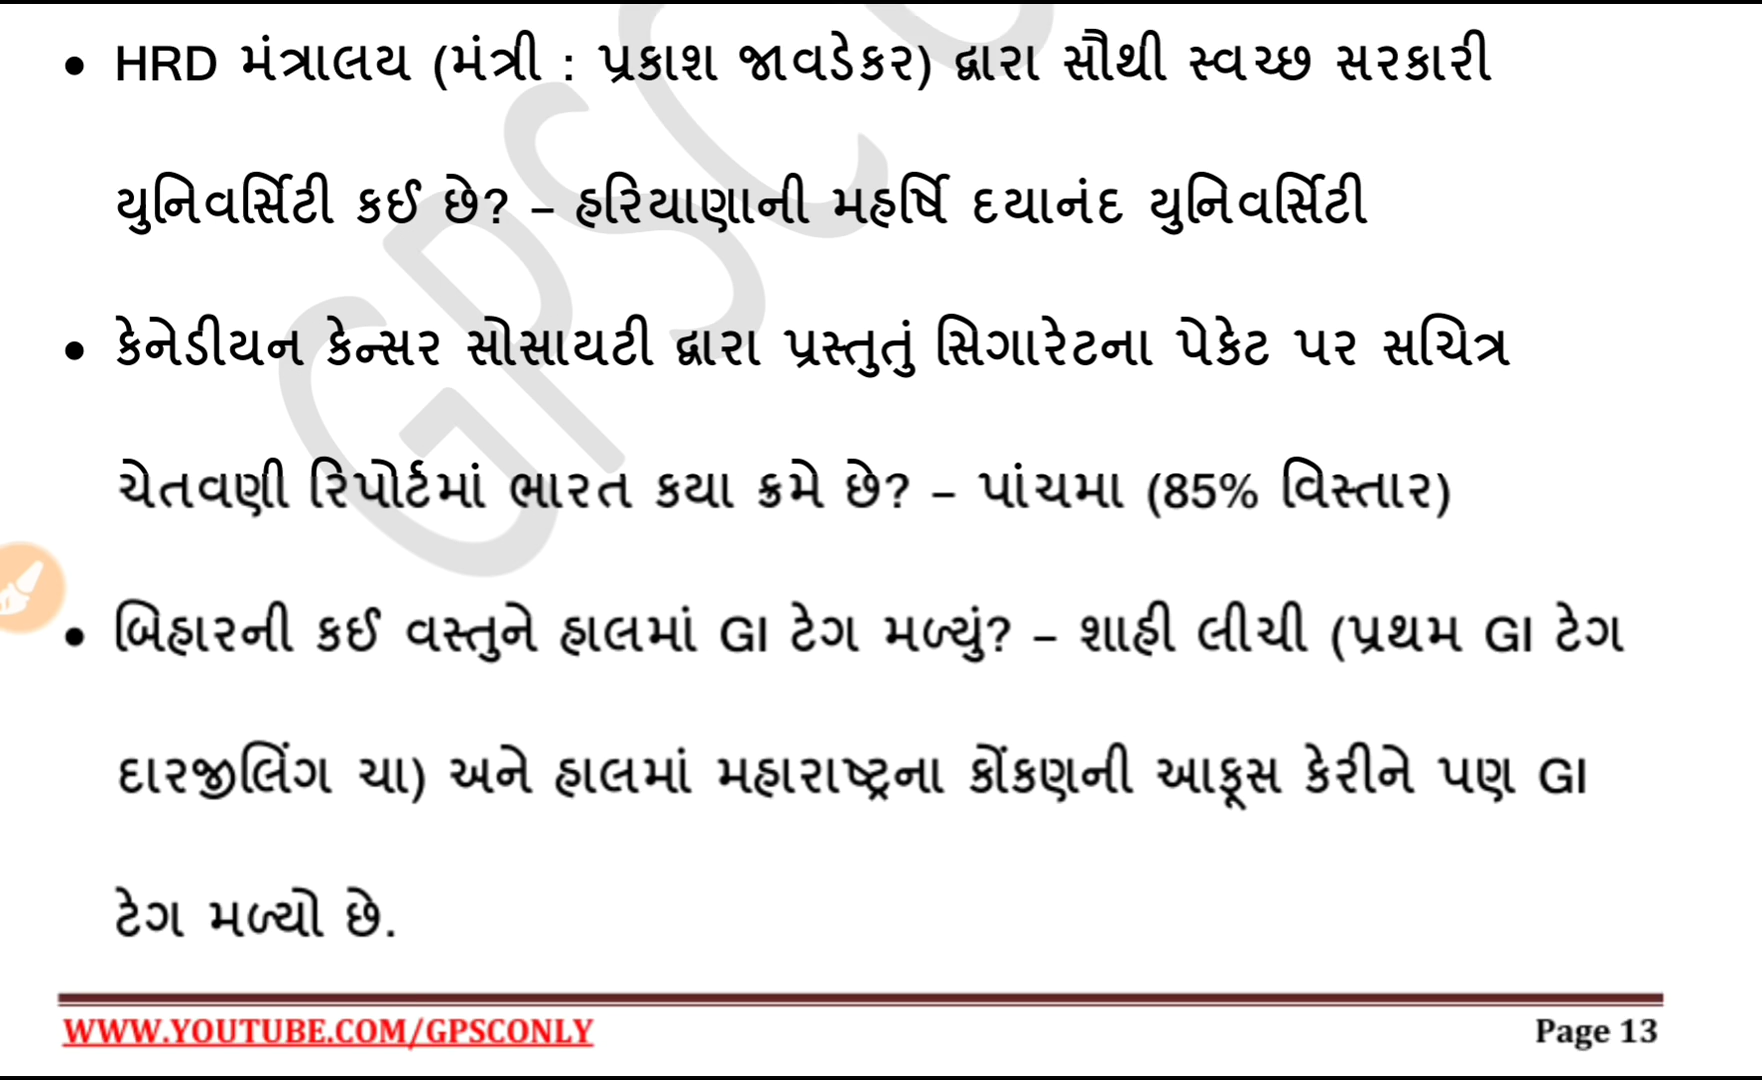 • HRD મંત્રાલય (મંત્રી : પ્રકાશ જાવડેકર) દ્વારા સૌથી સ્વચ્છ સરકારી
યુનિવર્સિટી કઈ છે? – હરિયાણાની મહર્ષિ દયાનંદ યુનિવર્સિટી
• કેનેડીયન કેન્સર સોસાયટી દ્વારા પ્રસ્તુતું સિગારેટના પેકેટ પર સચિત્ર
ચેતવણી રિપોર્ટમાં ભારત કયા ક્રમે છે? – પાંચમા (85% વિસ્તાર)
• બિહારની કઈ વસ્તુને હાલમાં GI ટેગ મળ્યું? – શાહી લીચી (પ્રથમ GI ટેગ
દારજીલિંગ ચા) અને હાલમાં મહારાષ્ટ્રના કોંકણની આફૂસ કેરીને પણ GI
ટેગ મળ્યો છે.
WWW.YOUTUBE.COM/GPSCONLY Page 13